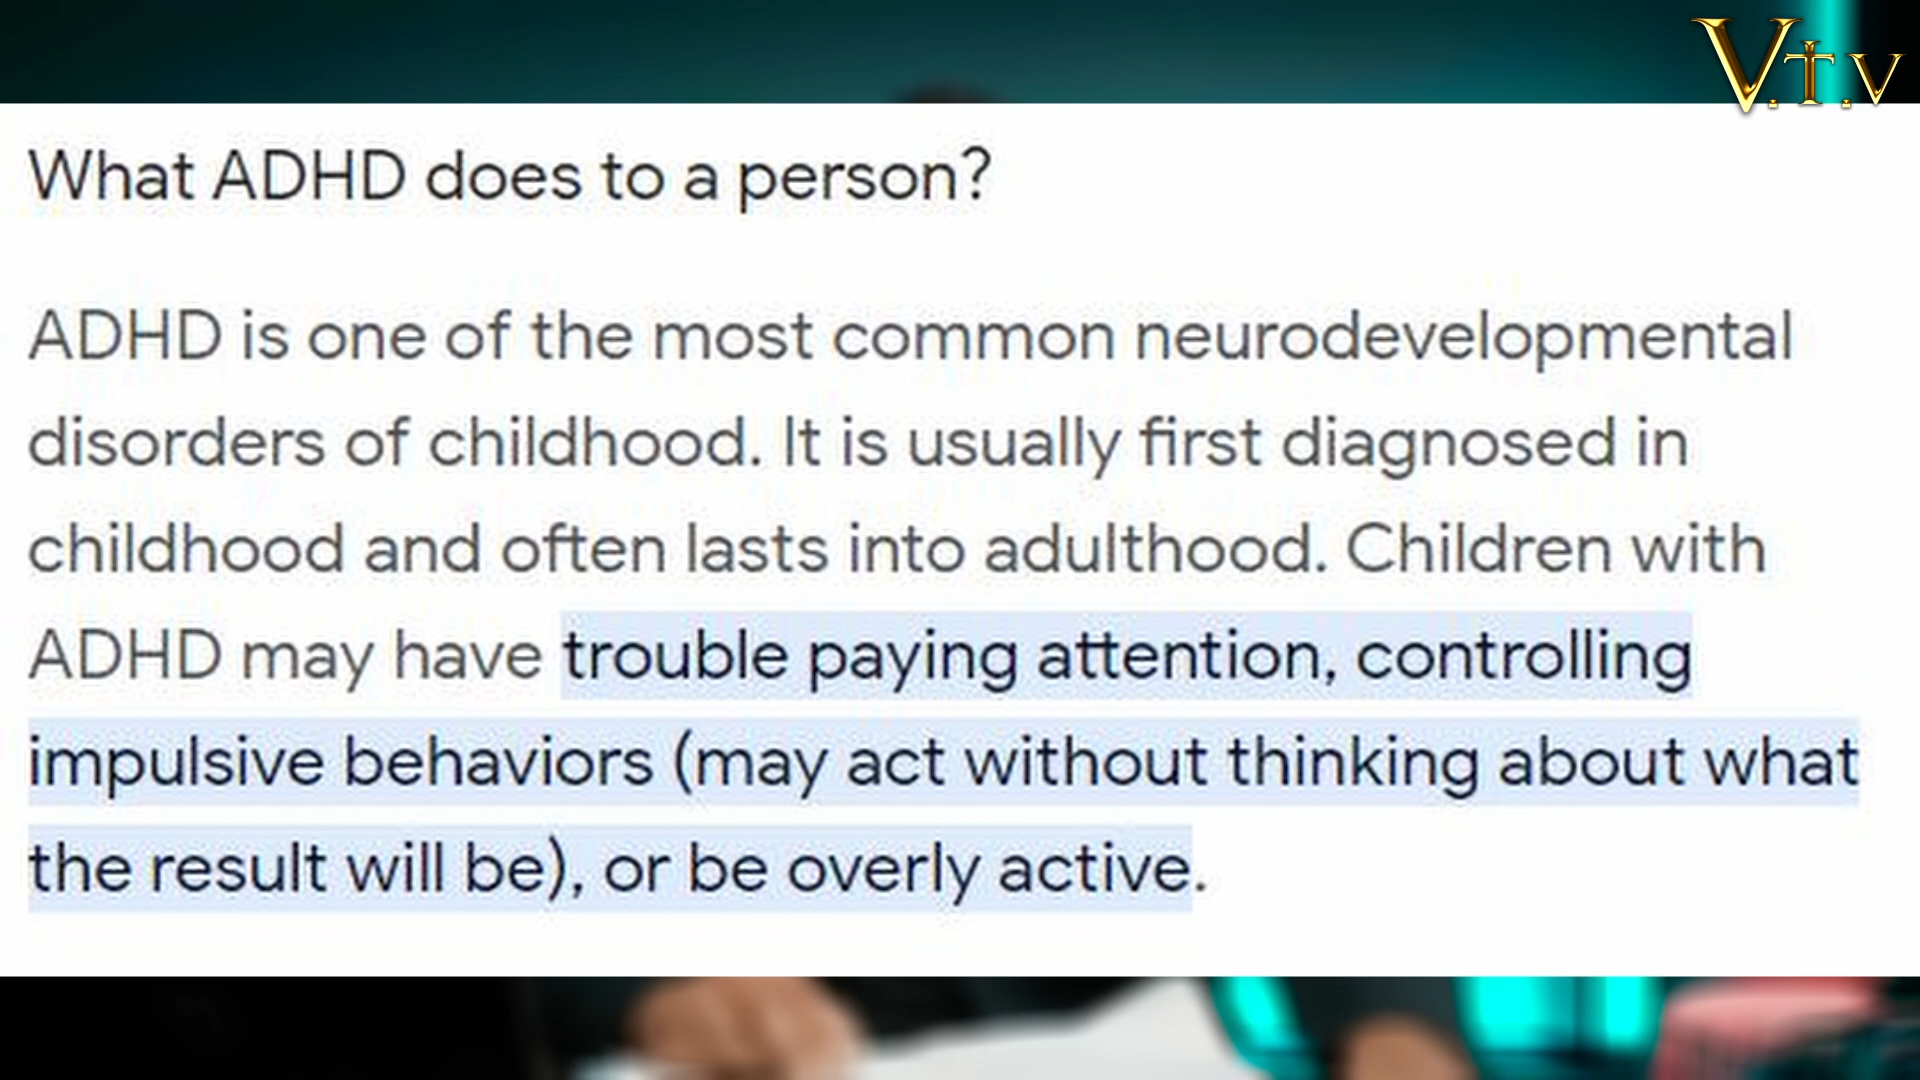 V.T.V
What ADHD does to a person?
ADHD is one of the most common neurodevelopmental
disorders of childhood. It is usually first diagnosed in
childhood and often lasts into adulthood. Children with
ADHD may have trouble paying attention, controlling
impulsive behaviors (may act without thinking about what
the result will be), or be overly active.